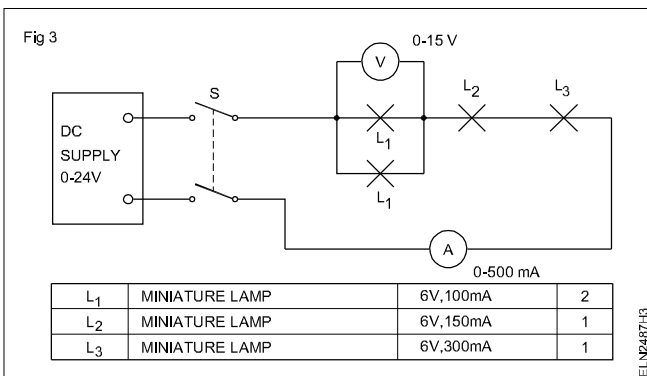 Fig 3
0-15 V
V
S
L2
L3
DC
SUPPLY
0-24V
L1
L1
A
0-500 mA
L1 MINIATURE LAMP 6V,100mA 2
L2 MINIATURE LAMP 6V,150mA 1
L3 MINIATURE LAMP 6V,300mA 1
ELN2487H3